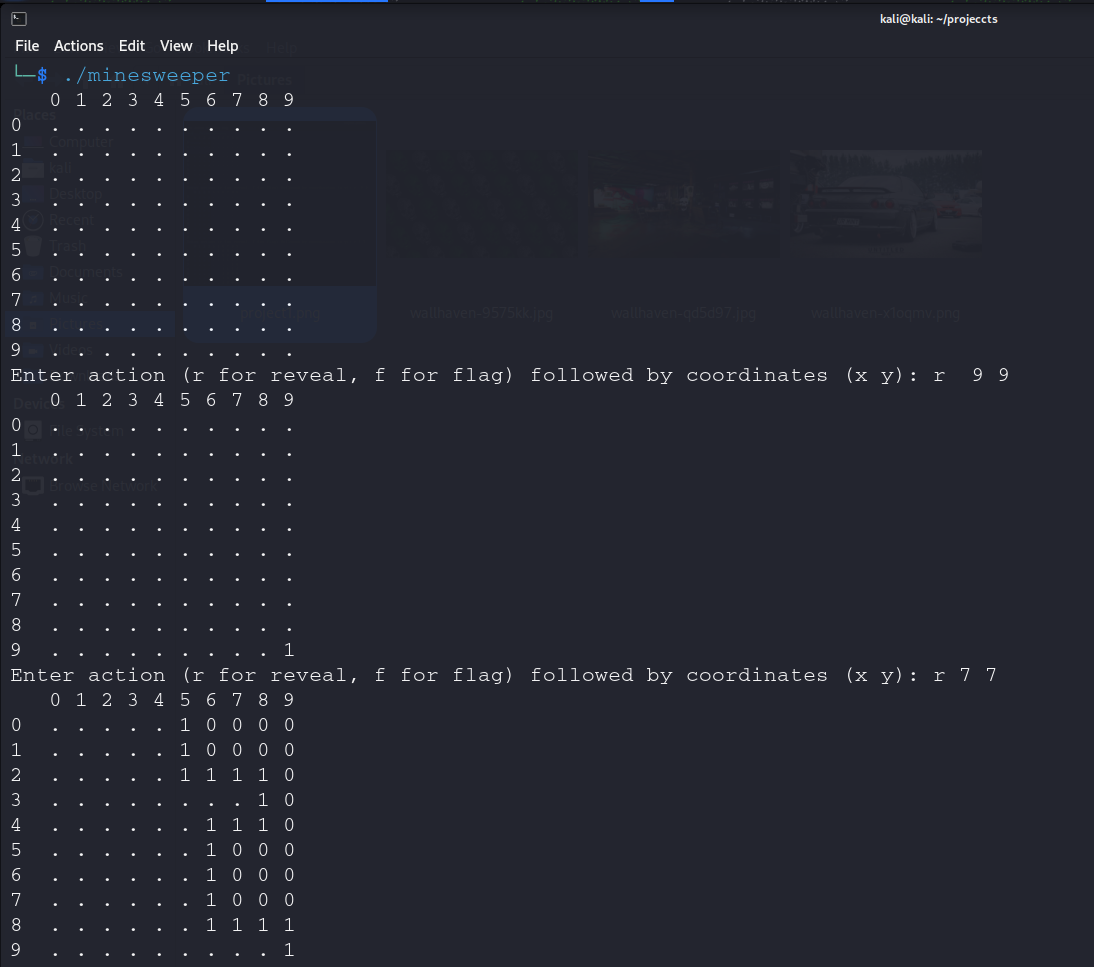 kali@kali: ~/projeccts
File Actions Edit View Help
└─$ ./minesweeper
0 1 2 3 4 5 6 7 8 9
0 . . . . . . . . . .
1 . . . . . . . . . .
2 . . . . . . . . . .
3 . . . . . . . . . .
4 . . . . . . . . . .
5 . . . . . . . . . .
6 . . . . . . . . . .
7 . . . . . . . . . .
8 . . . . . . . . . .
9 . . . . . . . . . .
Enter action (r for reveal, f for flag) followed by coordinates (x y): r  9 9
0 1 2 3 4 5 6 7 8 9
0 . . . . . . . . . .
1 . . . . . . . . . .
2 . . . . . . . . . .
3 . . . . . . . . . .
4 . . . . . . . . . .
5 . . . . . . . . . .
6 . . . . . . . . . .
7 . . . . . . . . . .
8 . . . . . . . . . .
9 . . . . . . . . . 1
Enter action (r for reveal, f for flag) followed by coordinates (x y): r 7 7
0 1 2 3 4 5 6 7 8 9
0 . . . . . 1 0 0 0 0
1 . . . . . 1 0 0 0 0
2 . . . . . 1 1 1 1 0
3 . . . . . . . . 1 0
4 . . . . . . 1 1 1 0
5 . . . . . . 1 0 0 0
6 . . . . . . 1 0 0 0
7 . . . . . . 1 0 0 0
8 . . . . . . 1 1 1 1
9 . . . . . . . . . 1